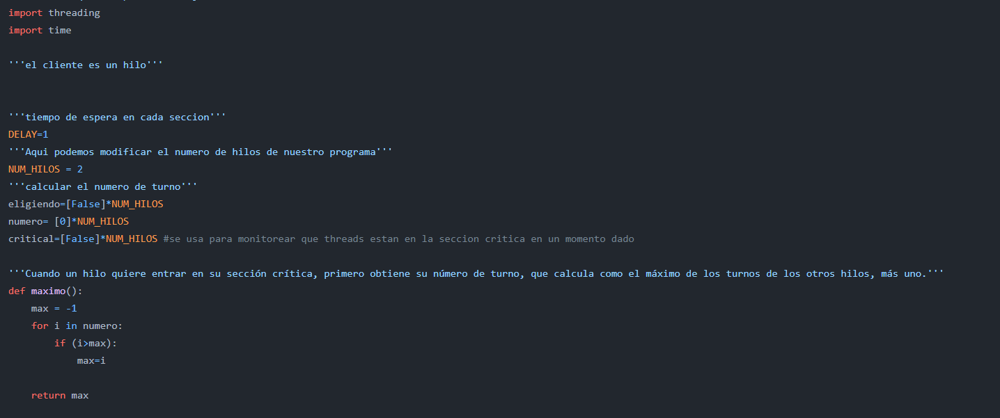 import threading
import time
'''el cliente es un hilo'''
'''tiempo de espera en cada seccion'''
DELAY=1
'''Aqui podemos modificar el numero de hilos de nuestro programa'''
NUM_HILOS = 2
'''calcular el numero de turno'''
eligiendo=[False]*NUM_HILOS
numero= [0]*NUM_HILOS
critical=[False]*NUM_HILOS #se usa para monitorear que threads estan en la seccion critica en un momento dado
'''Cuando un hilo quiere entrar en su sección crítica, primero obtiene su número de turno, que calcula como el máximo de los turnos de los otros hilos, más uno.'''
def maximo():
    max = -1
    for i in numero:
        if (i>max):
            max=i
    return max